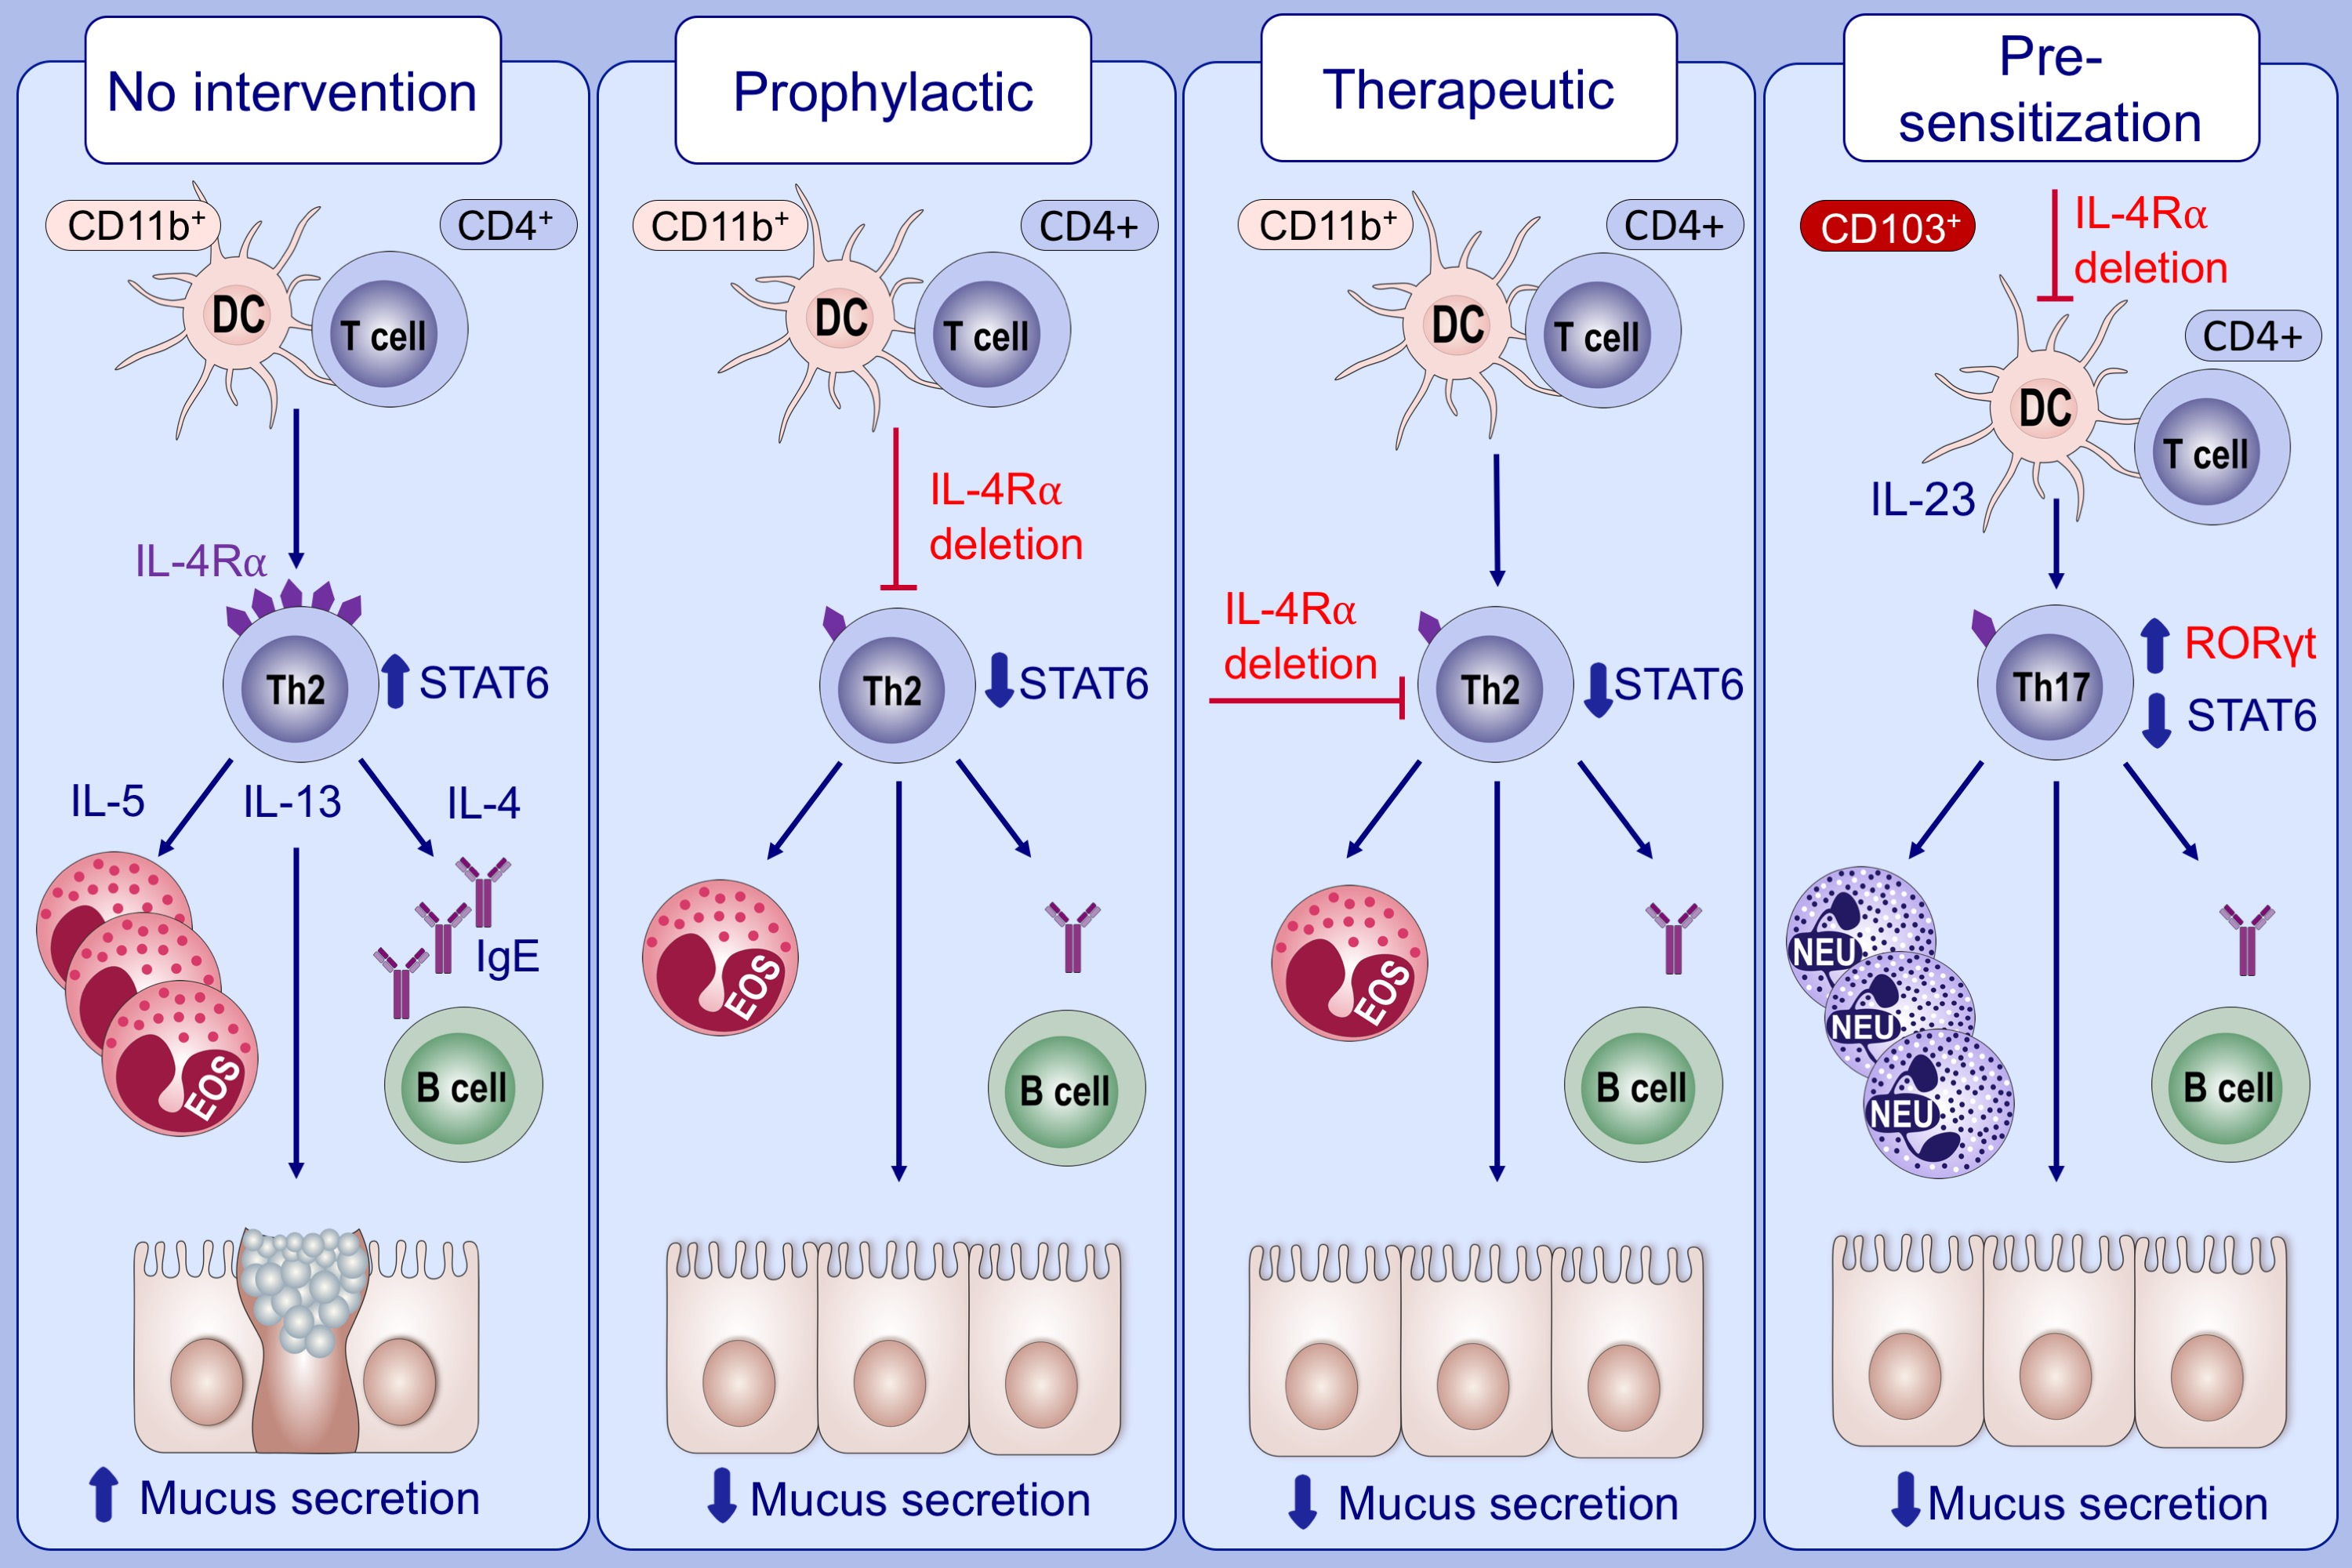 No intervention
CD11b⁺
CD4⁺
DC
T cell
IL-4Rα
Th2
STAT6
IL-5
IL-13
IL-4
IgE
EOS
B cell
Mucus secretion
Prophylactic
CD11b⁺
CD4+
DC
T cell
IL-4Rα
deletion
Th2
STAT6
EOS
B cell
Mucus secretion
Therapeutic
CD11b⁺
CD4+
DC
T cell
IL-4Rα
deletion
Th2
STAT6
EOS
B cell
Mucus secretion
Pre-
sensitization
CD103⁺
IL-4Rα
deletion
CD4+
DC
T cell
IL-23
Th17
RORγt
STAT6
NEU
NEU
NEU
B cell
Mucus secretion